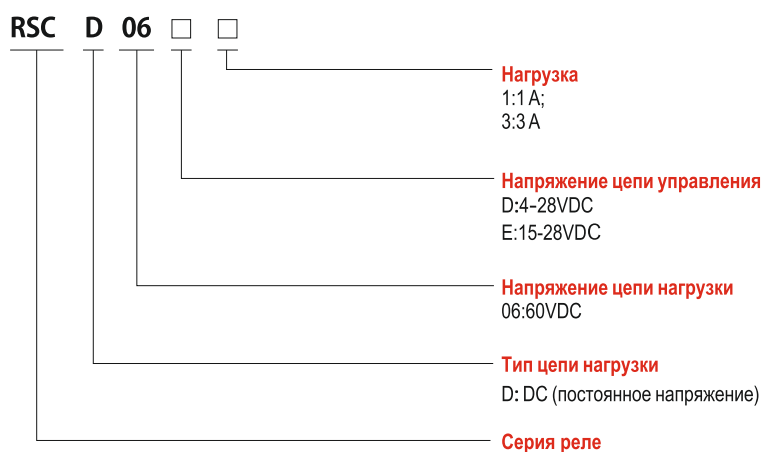 RSC D 06 □ □
Нагрузка
1:1 A;
3:3 A
Напряжение цепи управления
D:4-28VDC
E:15-28VDC
Напряжение цепи нагрузки
06:60VDC
Тип цепи нагрузки
D: DC (постоянное напряжение)
Серия реле